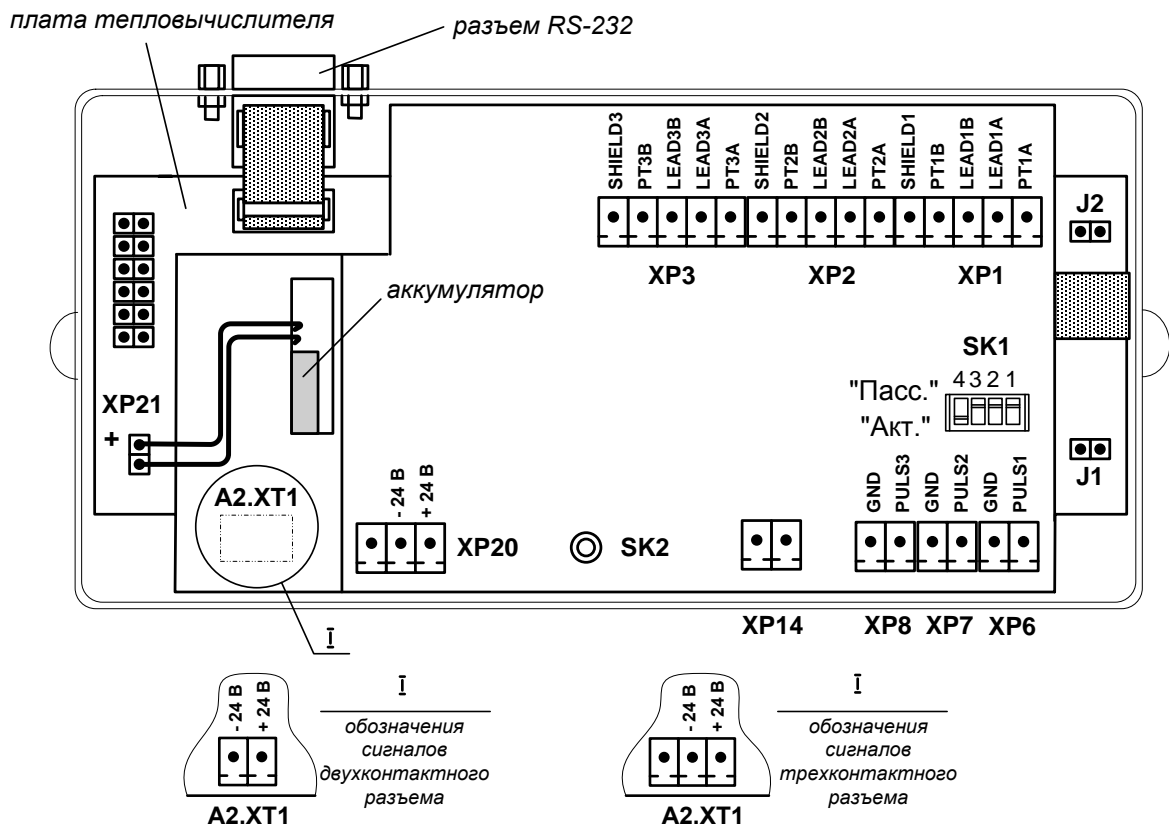 плата тепловычислителя
разъем RS-232
SHIELD3
PT3B
LEAD3B
LEAD3A
PT3A
SHIELD2
PT2B
LEAD2B
LEAD2A
PT2A
SHIELD1
PT1B
LEAD1B
LEAD1A
PT1A
J2
XP3
XP2
XP1
аккумулятор
SK1
"Пасс."
4 3 2 1
"Акт."
XP21
+
J1
A2.XT1
- 24 В
+ 24 В
XP20
SK2
GND
PULS3
GND
PULS2
GND
PULS1
XP14
XP8
XP7
XP6
I
- 24 В
+ 24 В
I
обозначения
сигналов
двухконтактного
разъема
A2.XT1
- 24 В
+ 24 В
I
обозначения
сигналов
трехконтактного
разъема
A2.XT1